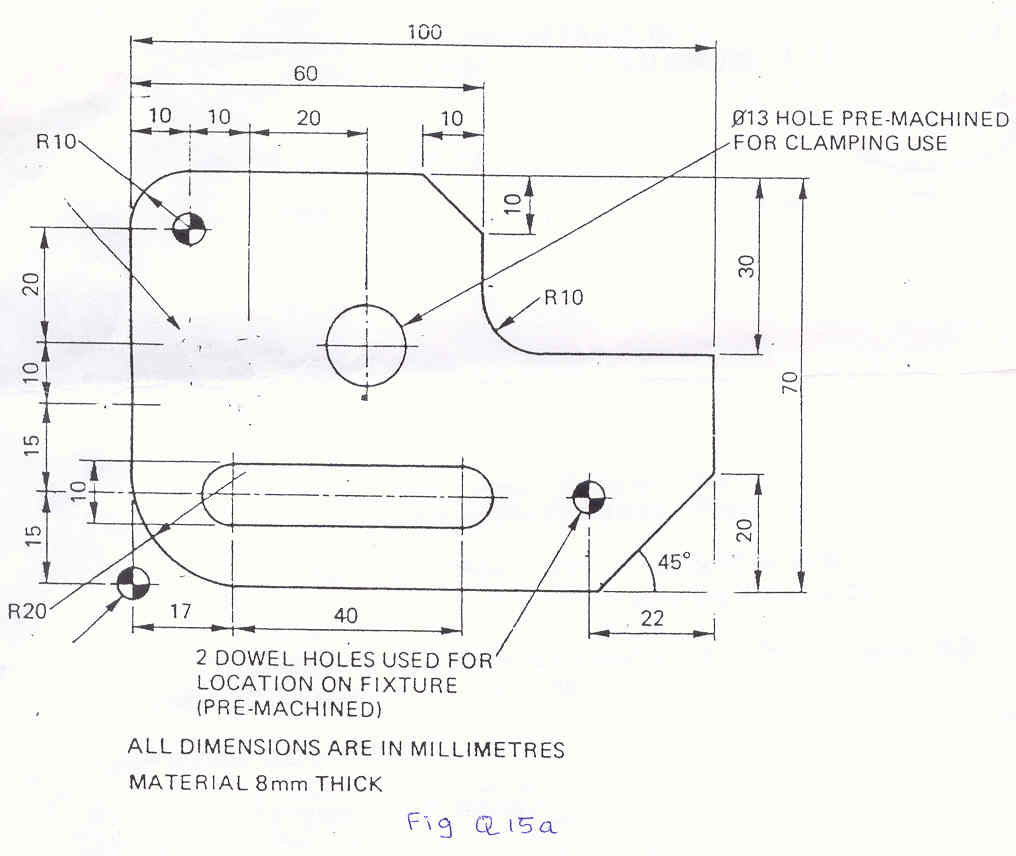 100
60
10
10
20
10
Ø13 HOLE PRE-MACHINED
FOR CLAMPING USE
R10
10
30
20
R10
10
70
15
10
20
45°
15
R20
17
40
22
2 DOWEL HOLES USED FOR
LOCATION ON FIXTURE
(PRE-MACHINED)
ALL DIMENSIONS ARE IN MILLIMETRES
MATERIAL 8mm THICK
Fig Q15a